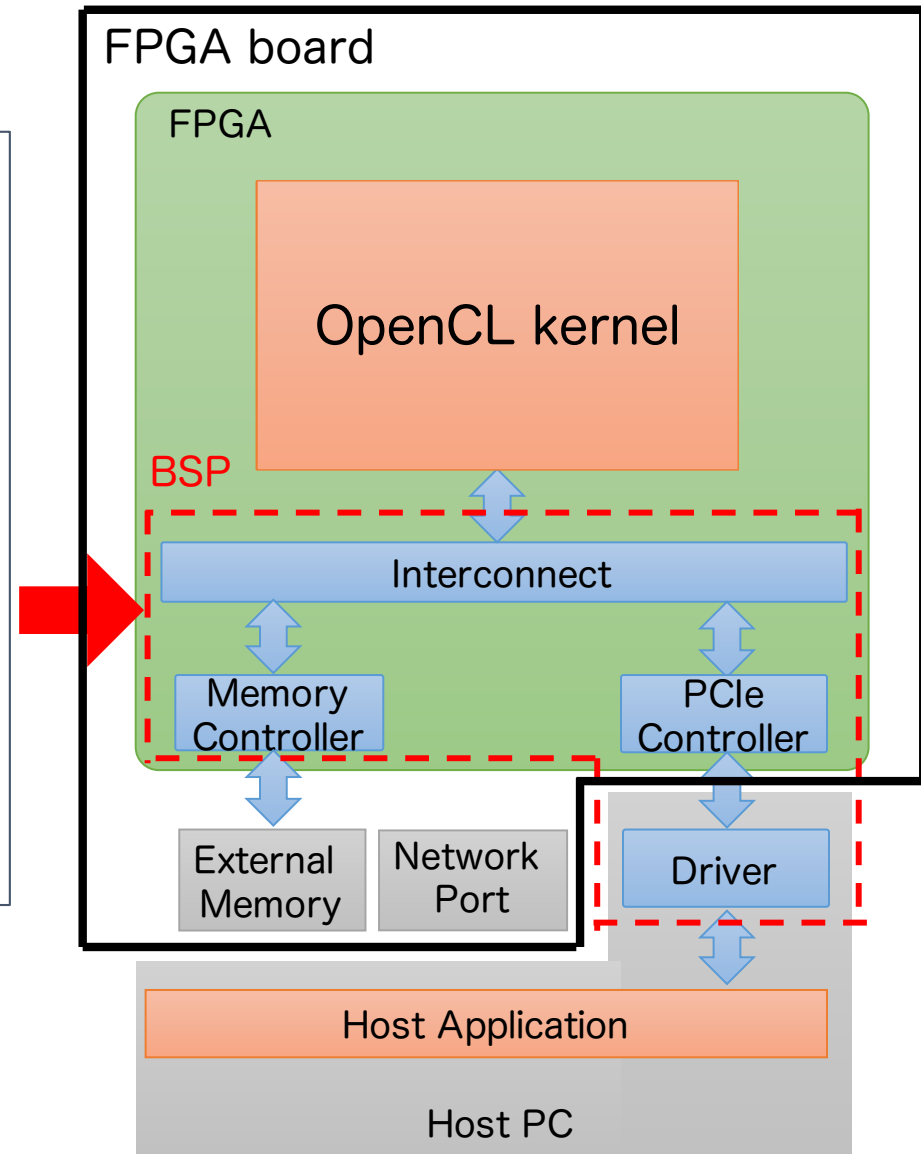 FPGA board
FPGA
OpenCL kernel
BSP
Interconnect
Memory
Controller
PCIe
Controller
External
Memory
Network
Port
Driver
Host Application
Host PC